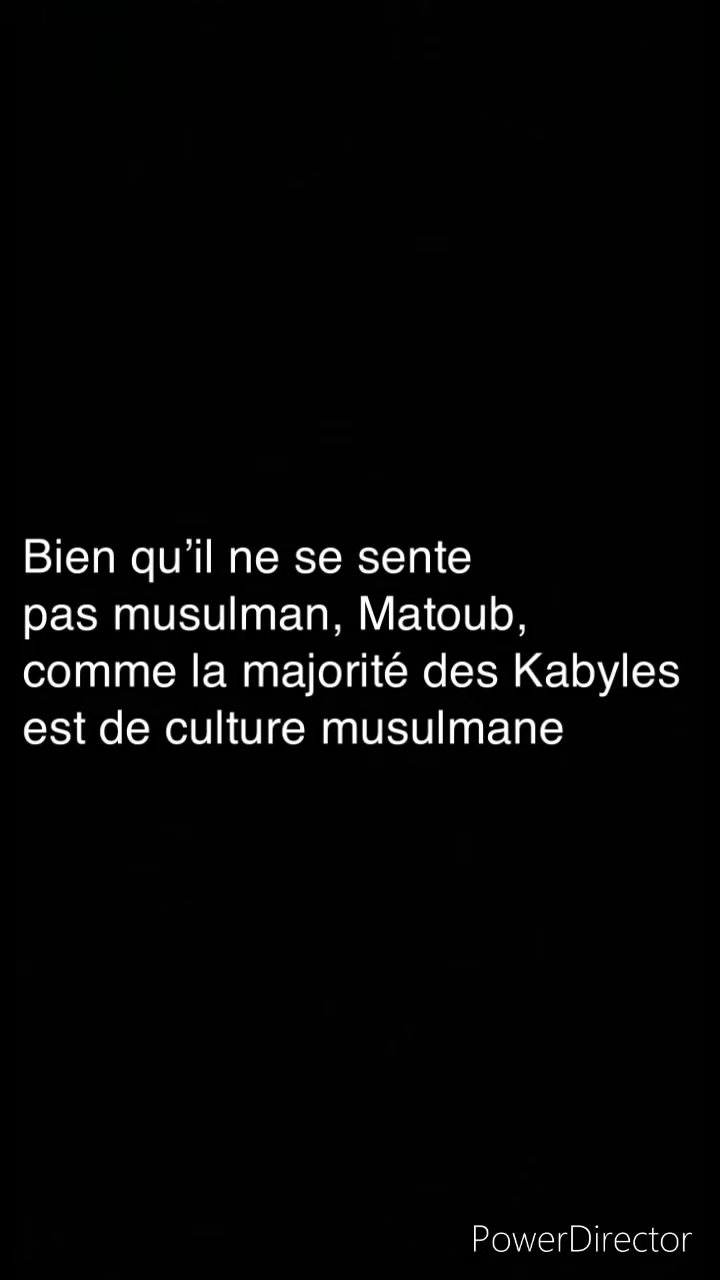 Bien qu’il ne se sente
pas musulman, Matoub,
comme la majorité des Kabyles
est de culture musulmane
PowerDirector